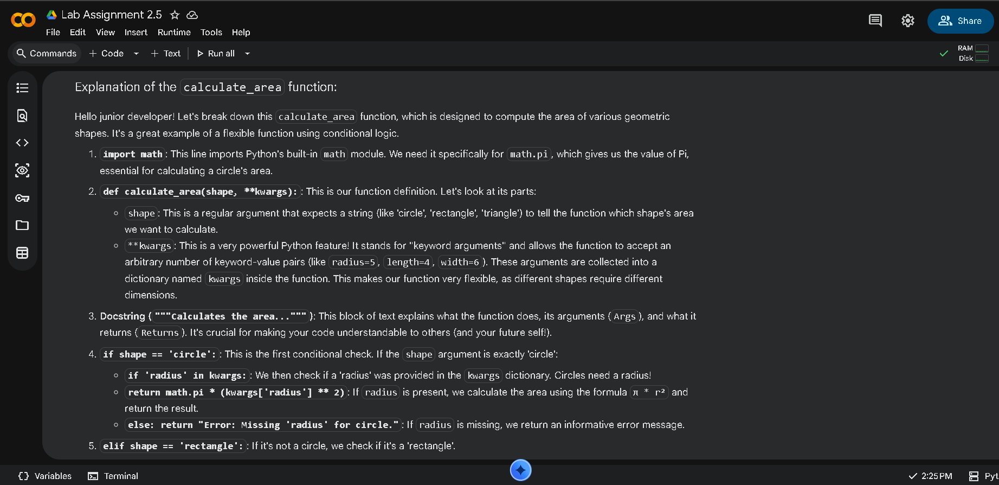 Lab Assignment 2.5
File Edit View Insert Runtime Tools Help
Share
Commands + Code + Text Run all
RAM
Disk
Explanation of the calculate_area function:
Hello junior developer! Let's break down this calculate_area function, which is designed to compute the area of various geometric
shapes. It's a great example of a flexible function using conditional logic.
1. import math: This line imports Python's built-in math module. We need it specifically for math.pi, which gives us the value of Pi,
essential for calculating a circle's area.
2. def calculate_area(shape, **kwargs):: This is our function definition. Let's look at its parts:
◦ shape: This is a regular argument that expects a string (like 'circle', 'rectangle', 'triangle') to tell the function which shape's area
we want to calculate.
◦ **kwargs: This is a very powerful Python feature! It stands for "keyword arguments" and allows the function to accept an
arbitrary number of keyword-value pairs (like radius=5, length=4, width=6). These arguments are collected into a
dictionary named kwargs inside the function. This makes our function very flexible, as different shapes require different
dimensions.
3. Docstring ("""Calculates the area..."""): This block of text explains what the function does, its arguments (Args), and what it
returns (Returns). It's crucial for making your code understandable to others (and your future self!).
4. if shape == 'circle':: This is the first conditional check. If the shape argument is exactly 'circle':
◦ if 'radius' in kwargs:: We then check if a 'radius' was provided in the kwargs dictionary. Circles need a radius!
◦ return math.pi * (kwargs['radius'] ** 2): If radius is present, we calculate the area using the formula π * r² and
return the result.
◦ else: return "Error: Missing 'radius' for circle.": If radius is missing, we return an informative error message.
5. elif shape == 'rectangle':: If it's not a circle, we check if it's a 'rectangle'.
{} Variables Terminal
2:25 PM Pyt